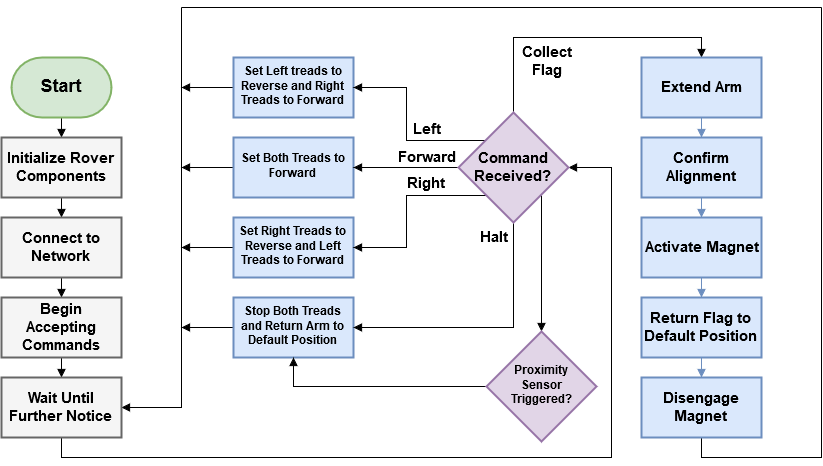 Start
Initialize Rover
Components
Connect to
Network
Begin
Accepting
Commands
Wait Until
Further Notice
Set Left treads to
Reverse and Right
Treads to Forward
Set Both Treads to
Forward
Set Right Treads to
Reverse and Left
Treads to Forward
Stop Both Treads
and Return Arm to
Default Position
Left
Forward
Right
Halt
Collect
Flag
Command
Received?
Proximity
Sensor
Triggered?
Extend Arm
Confirm
Alignment
Activate Magnet
Return Flag to
Default Position
Disengage
Magnet